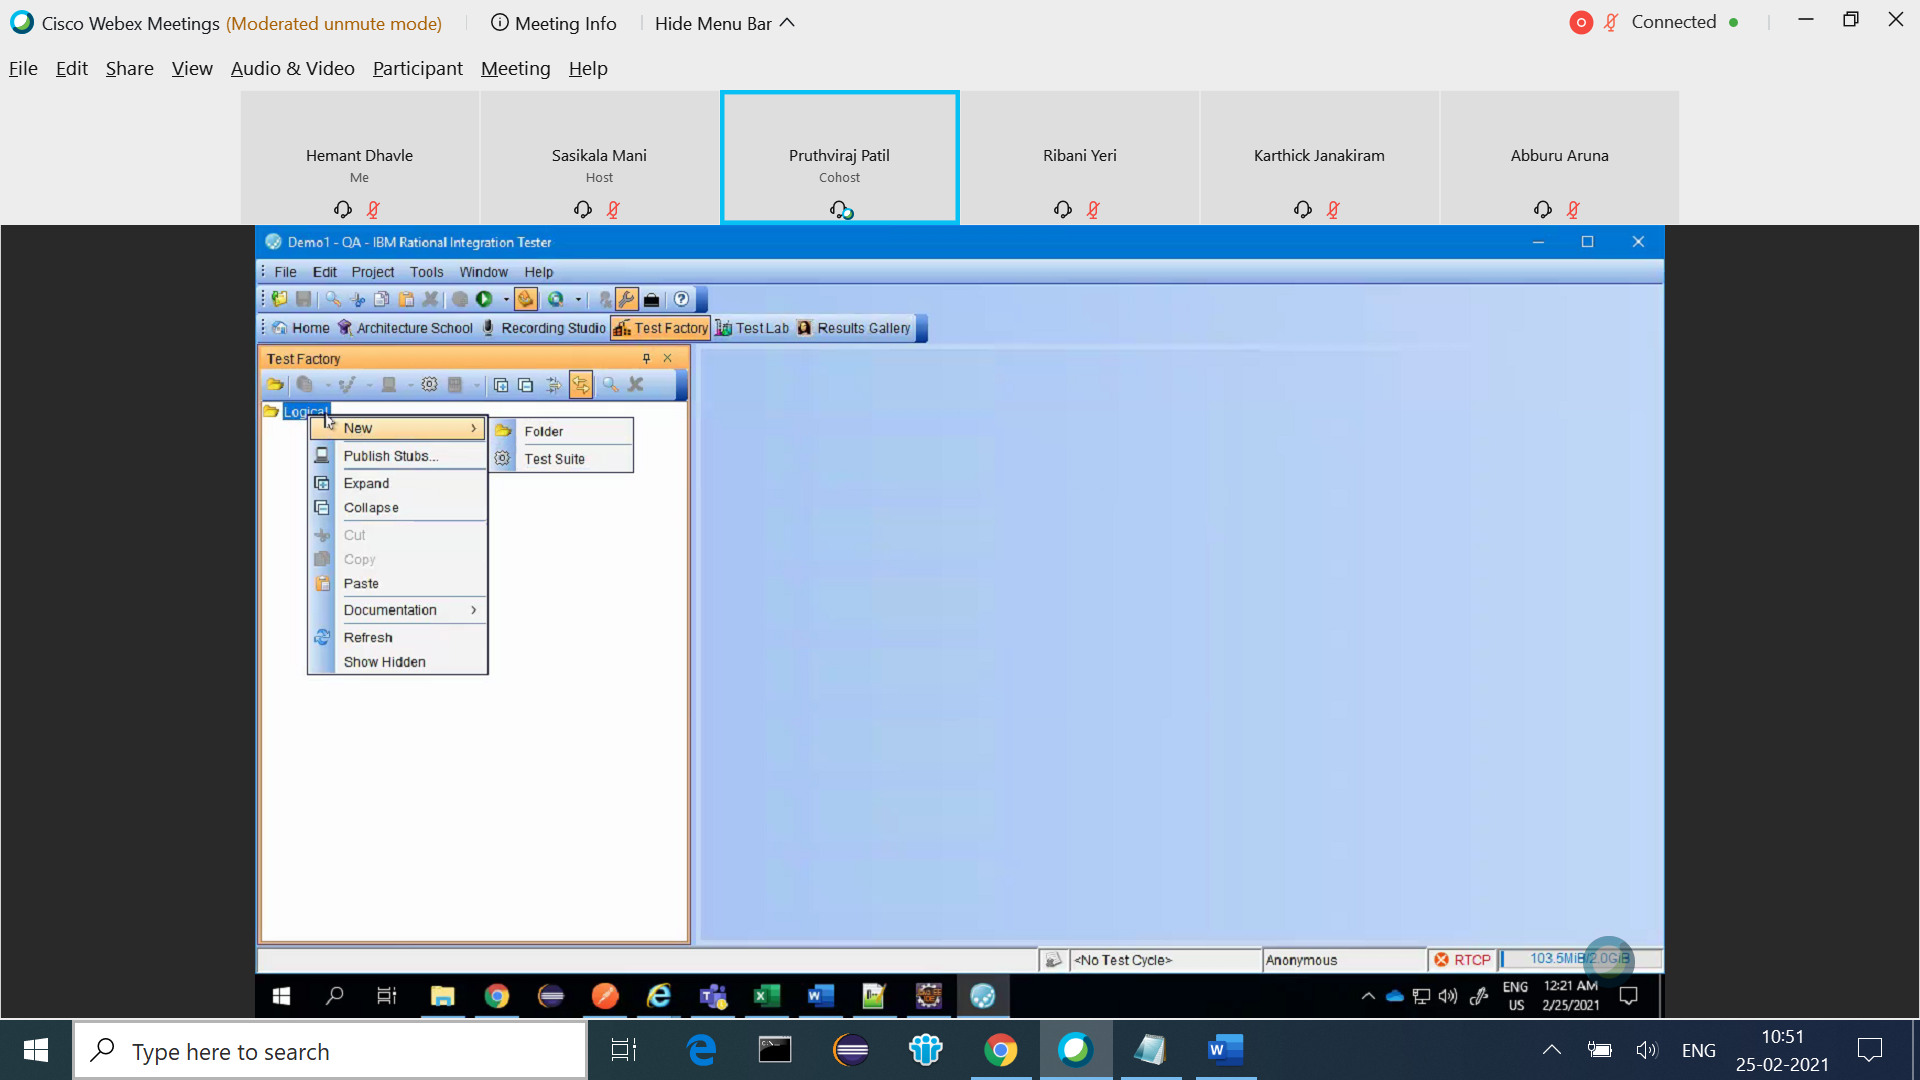 Cisco Webex Meetings (Moderated unmute mode) Meeting Info Hide Menu Bar Connected
File Edit Share View Audio & Video Participant Meeting Help
Hemant Dhavle Sasikala Mani Pruthviraj Patil Ribani Yeri Karthick Janakiram Abburu Aruna
Me Host Cohost
Demo1 - QA - IBM Rational Integration Tester
File Edit Project Tools Window Help
Home Architecture School Recording Studio Test Factory Test Lab Results Gallery
Test Factory
Logical
New
Folder
Publish Stubs...
Test Suite
Expand
Collapse
Cut
Copy
Paste
Documentation
Refresh
Show Hidden
<No Test Cycle> Anonymous RTCP 103.5MiB/2.0GiB
ENG 12:21 AM
US 2/25/2021
Type here to search
ENG
10:51
25-02-2021